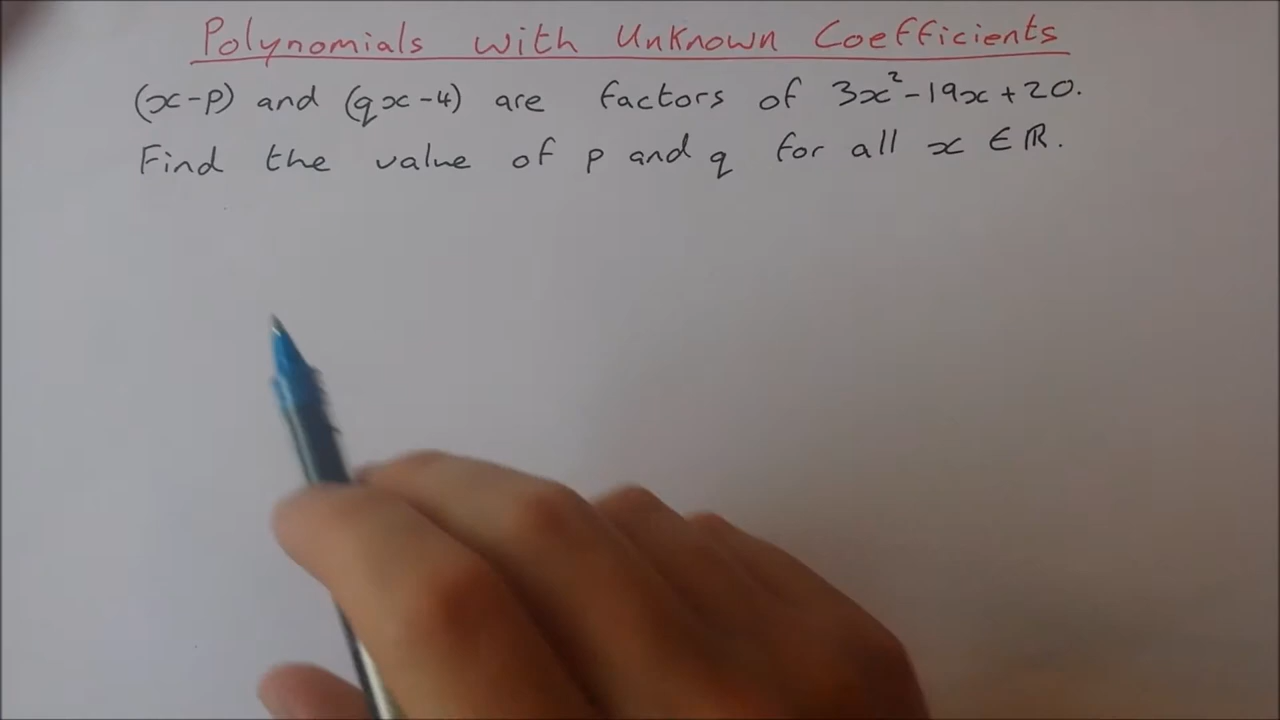 Polynomials with Unknown Coefficients
(x-p) and (qx-4) are factors of 3x²-19x+20.
Find the value of p and q for all x ∈ ℝ.